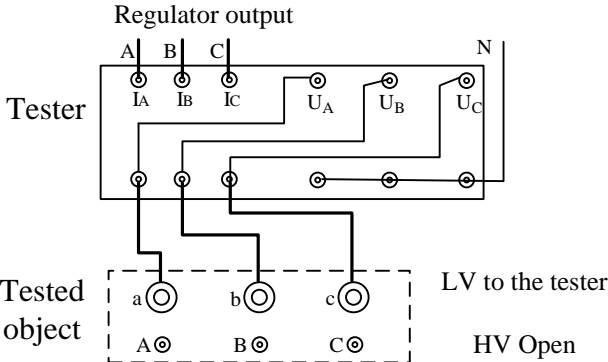 Regulator output
A B C N
IA IB IC UA UB UC
Tester
a b c
LV to the tester
Tested
object
A B C
HV Open